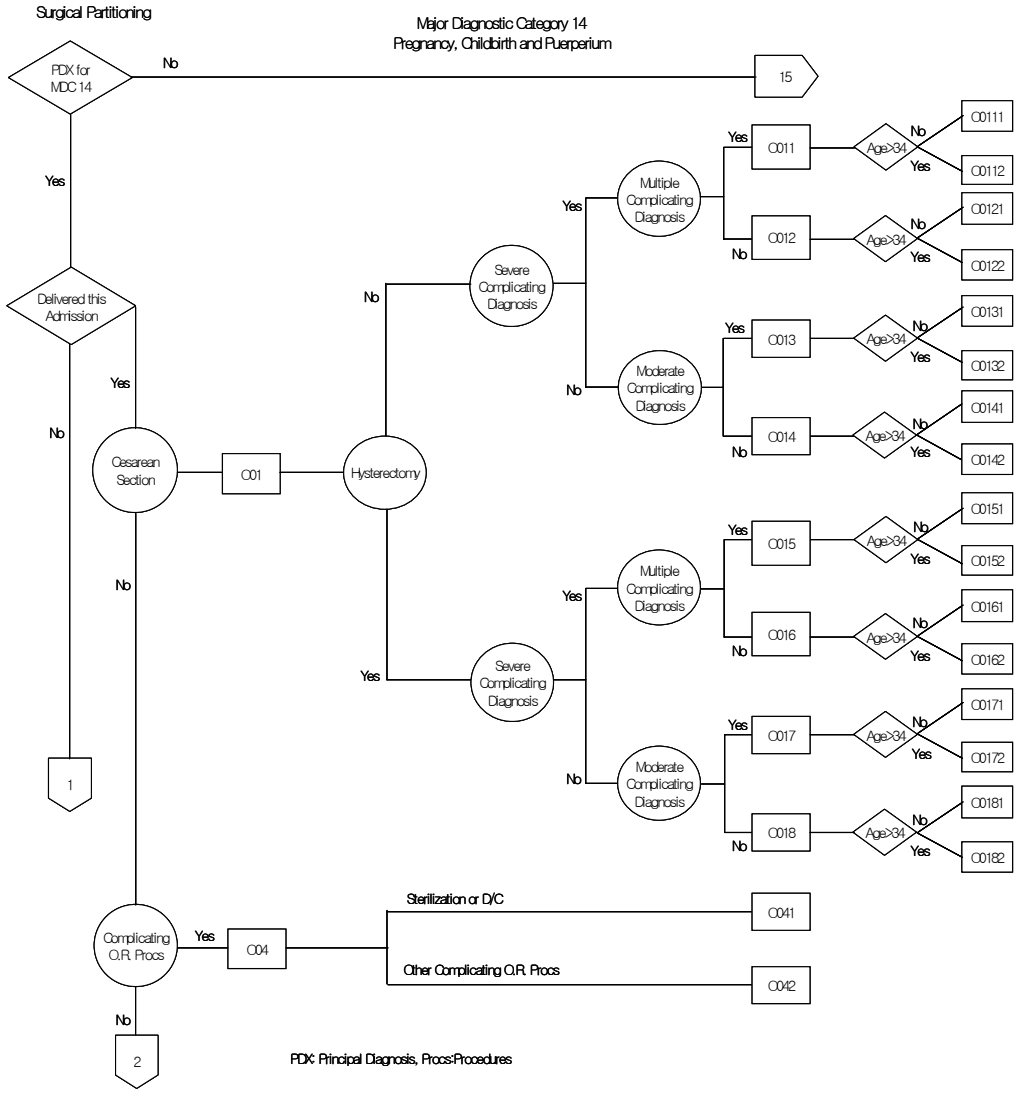 Surgical Partitioning
Major Diagnostic Category 14
Pregnancy, Childbirth and Puerperium
PDX for
MDC 14
No
15
Yes
Delivered this
Admission
Yes
No
1
Cesarean
Section
O01
Hysterectomy
No
Severe
Complicating
Diagnosis
Yes
Multiple
Complicating
Diagnosis
Yes
O011
Age>34
No
O0111
Yes
O0112
No
O012
Age>34
No
O0121
Yes
O0122
No
Moderate
Complicating
Diagnosis
Yes
O013
Age>34
No
O0131
Yes
O0132
No
O014
Age>34
No
O0141
Yes
O0142
Yes
Severe
Complicating
Diagnosis
Yes
Multiple
Complicating
Diagnosis
Yes
O015
Age>34
No
O0151
Yes
O0152
No
O016
Age>34
No
O0161
Yes
O0162
No
Moderate
Complicating
Diagnosis
Yes
O017
Age>34
No
O0171
Yes
O0172
No
O018
Age>34
No
O0181
Yes
O0182
No
Complicating
O.R. Procs
Yes
O04
Sterilization or D/C
O041
Other Complicating O.R. Procs
O042
No
2
PDX: Principal Diagnosis, Procs:Procedures